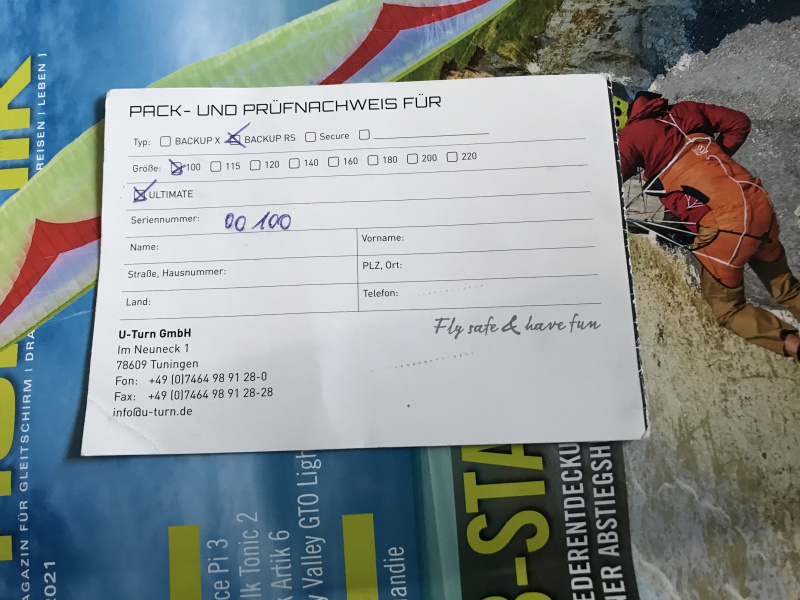 PACK- UND PRÜFNACHWEIS FÜR
Typ: BACKUP X BACKUP RS Secure
Größe: 100 115 120 140 160 180 200 220
ULTIMATE
Seriennummer: 00 100
Name: Vorname:
Straße, Hausnummer: PLZ, Ort:
Land: Telefon:
Fly safe & have fun
U-Turn GmbH
Im Neuneck 1
78609 Tuningen
Fon: +49 (0)7464 98 91 28-0
Fax: +49 (0)7464 98 91 28-28
info@u-turn.de
REISEN | LEBEN ]
AGAZIN FÜR GLEITSCHIRM | DRA
2021
ce Pi 3
lk Tonic 2
k Artik 6
y Valley GTO Ligh
andie
B-STA
EDERENTDECKU
NER ABSTIEGSH